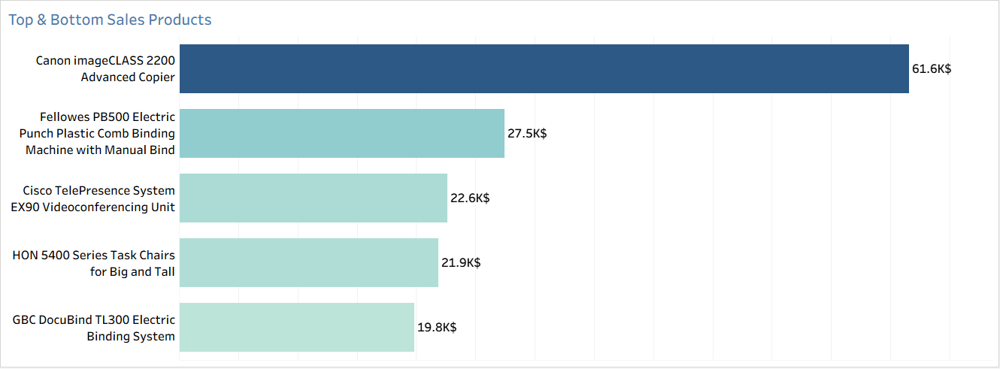 Top & Bottom Sales Products
Canon imageCLASS 2200
Advanced Copier
61.6K$
Fellowes PB500 Electric
Punch Plastic Comb Binding
Machine with Manual Bind
27.5K$
Cisco TelePresence System
EX90 Videoconferencing Unit
22.6K$
HON 5400 Series Task Chairs
for Big and Tall
21.9K$
GBC DocuBind TL300 Electric
Binding System
19.8K$